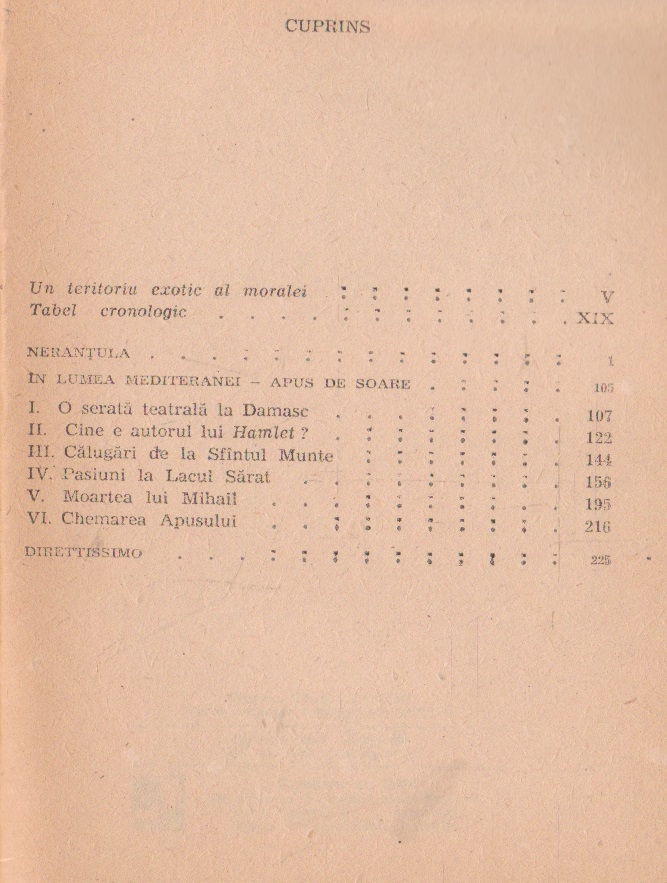 CUPRINS
Un teritoriu exotic al moralei . . . . . . . . V
Tabel cronologic . . . . . . . . . . . . XIX
NERANȚULA . . . . . . . . . . . . . . 1
ÎN LUMEA MEDITERANEI — APUS DE SOARE . . . . . 105
I. O serată teatrală la Damasc . . . . . . . . 107
II. Cine e autorul lui Hamlet ? . . . . . . . . 122
III. Călugări de la Sfîntul Munte . . . . . . . 144
IV. Pasiuni la Lacul Sărat . . . . . . . . . 156
V. Moartea lui Mihail . . . . . . . . . . 195
VI. Chemarea Apusului . . . . . . . . . . 216
DIRETTISSIMO . . . . . . . . . . . . . 225